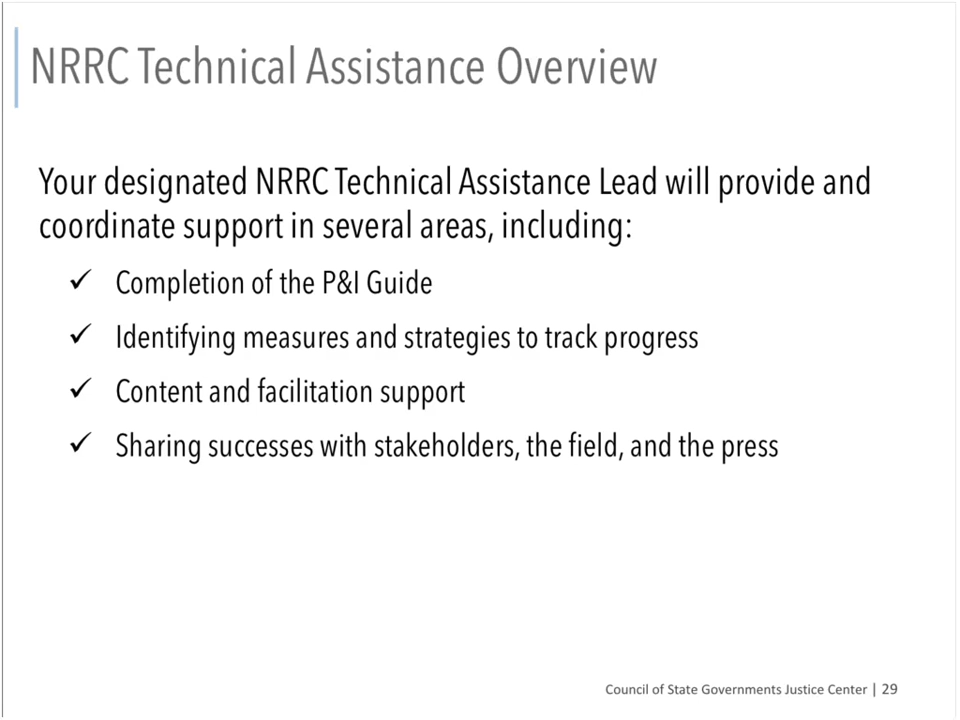 NRRC Technical Assistance Overview
Your designated NRRC Technical Assistance Lead will provide and
coordinate support in several areas, including:
✓ Completion of the P&I Guide
✓ Identifying measures and strategies to track progress
✓ Content and facilitation support
✓ Sharing successes with stakeholders, the field, and the press
Council of State Governments Justice Center | 29